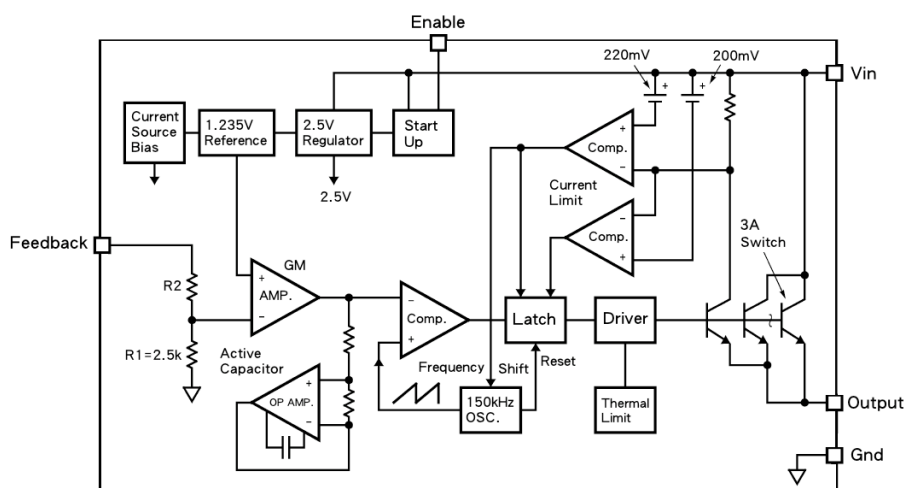 Enable
220mV
200mV
Vin
Current
Source
Bias
1.235V
Reference
2.5V
Regulator
Start
Up
+
Comp.
−
+
+
2.5V
Current
Limit
−
Comp.
+
3A
Switch
Feedback
GM
R2
+
AMP.
−
−
Comp.
+
Latch
Driver
R1=2.5k
Active
Capacitor
Frequency
Shift
Reset
+
OP AMP.
−
150kHz
OSC.
Thermal
Limit
Output
Gnd